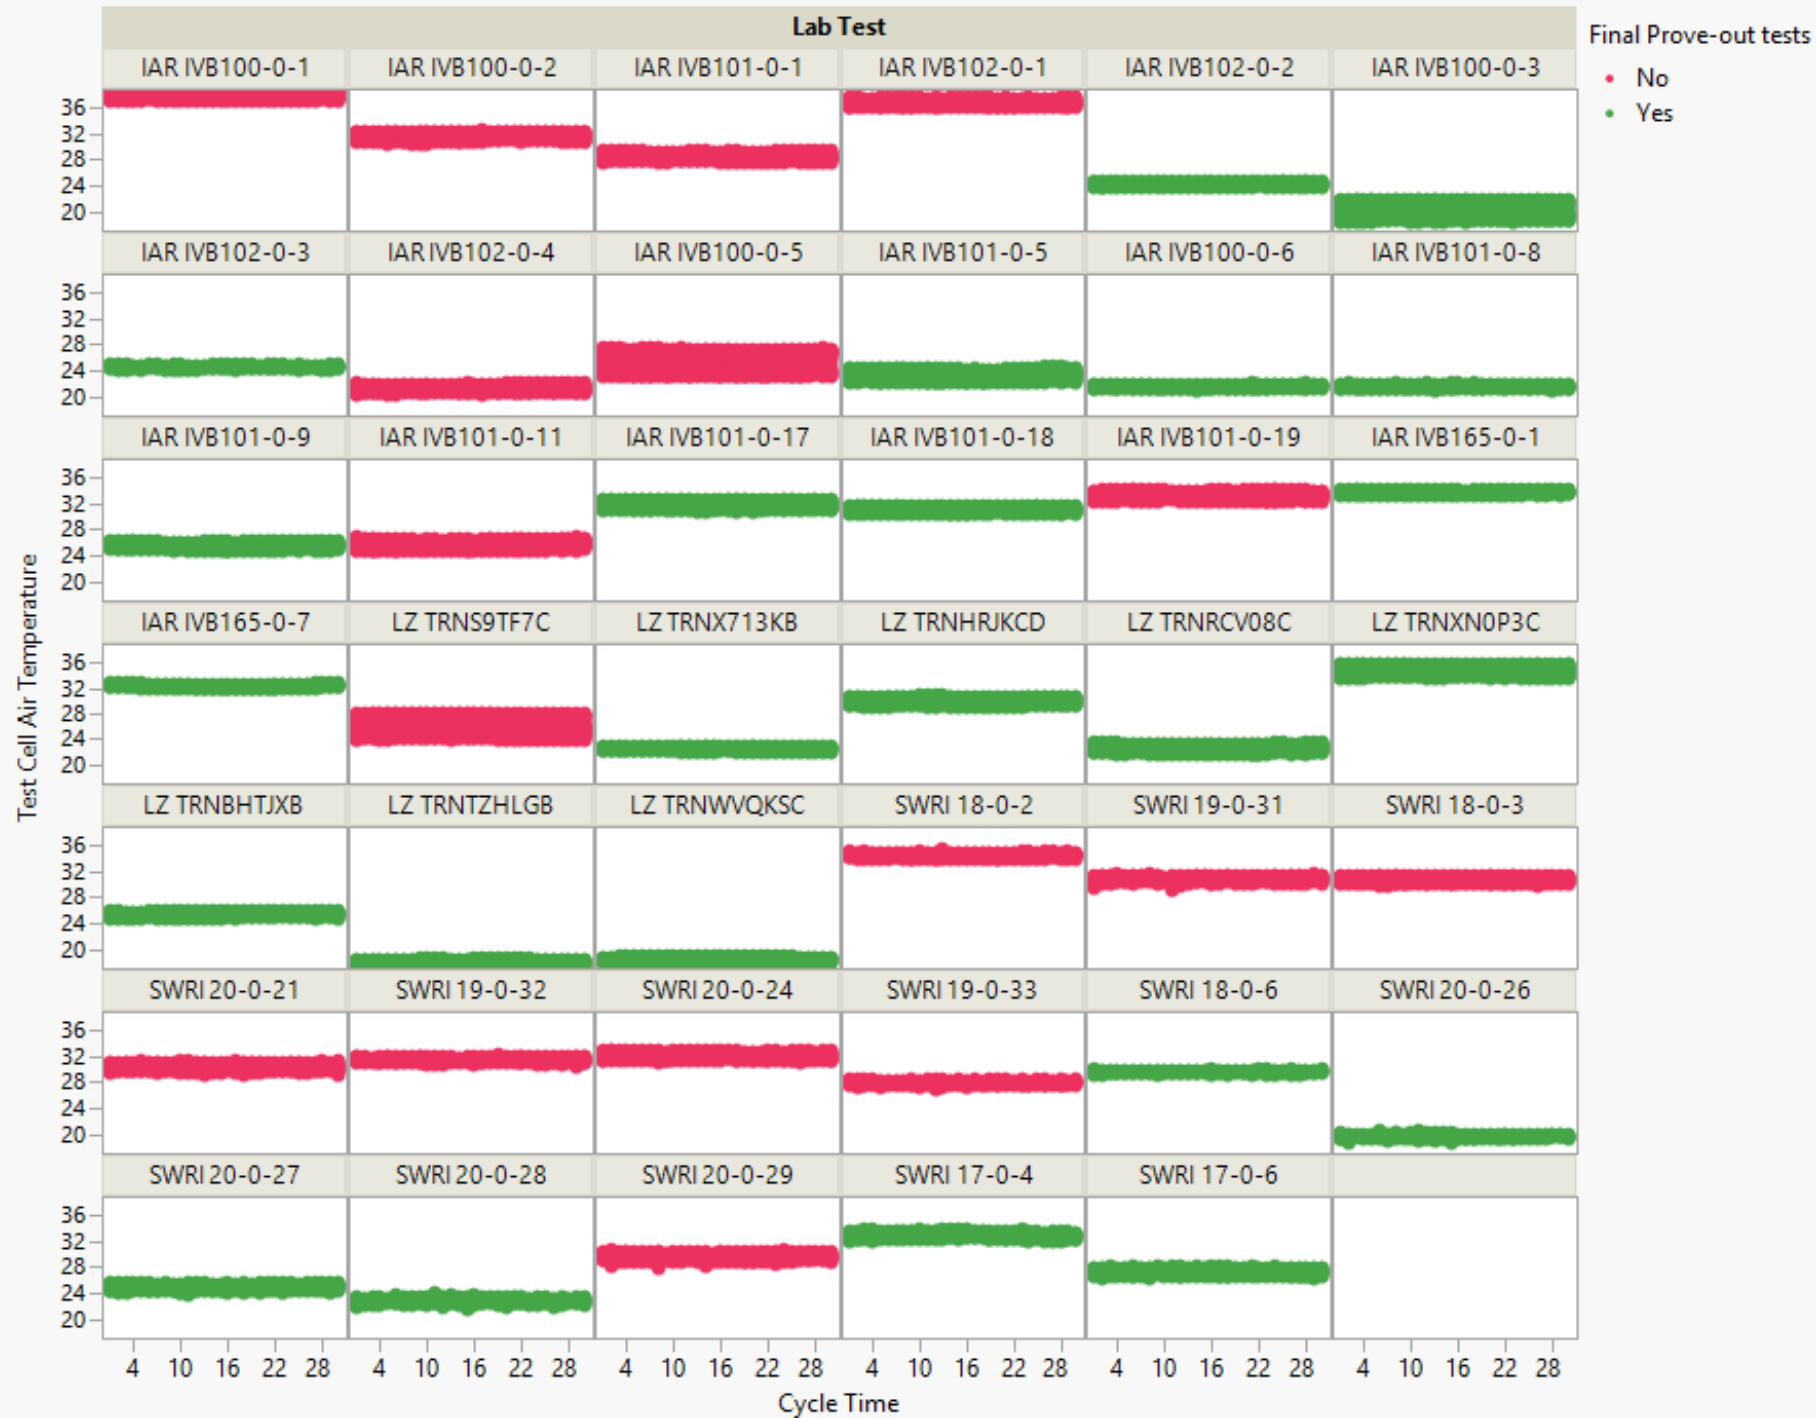 Lab Test
Final Prove-out tests
No
Yes
IAR IVB100-0-1 IAR IVB100-0-2 IAR IVB101-0-1 IAR IVB102-0-1 IAR IVB102-0-2 IAR IVB100-0-3
36
32
28
24
20
IAR IVB102-0-3 IAR IVB102-0-4 IAR IVB100-0-5 IAR IVB101-0-5 IAR IVB100-0-6 IAR IVB101-0-8
36
32
28
24
20
IAR IVB101-0-9 IAR IVB101-0-11 IAR IVB101-0-17 IAR IVB101-0-18 IAR IVB101-0-19 IAR IVB165-0-1
36
32
28
24
20
Test Cell Air Temperature
IAR IVB165-0-7 LZ TRNS9TF7C LZ TRNX713KB LZ TRNHRJKCD LZ TRNRCV08C LZ TRNXN0P3C
36
32
28
24
20
LZ TRNBHTJXB LZ TRNTZHLGB LZ TRNWVQKSC SWRI 18-0-2 SWRI 19-0-31 SWRI 18-0-3
36
32
28
24
20
SWRI 20-0-21 SWRI 19-0-32 SWRI 20-0-24 SWRI 19-0-33 SWRI 18-0-6 SWRI 20-0-26
36
32
28
24
20
SWRI 20-0-27 SWRI 20-0-28 SWRI 20-0-29 SWRI 17-0-4 SWRI 17-0-6
36
32
28
24
20
4 10 16 22 28 4 10 16 22 28 4 10 16 22 28 4 10 16 22 28 4 10 16 22 28 4 10 16 22 28
Cycle Time